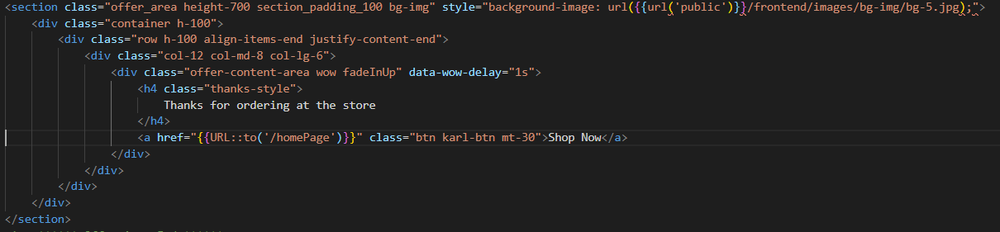 <section class="offer_area height-700 section_padding_100 bg-img" style="background-image: url({{url('public')}}/frontend/images/bg-img/bg-5.jpg);">
<div class="container h-100">
<div class="row h-100 align-items-end justify-content-end">
<div class="col-12 col-md-8 col-lg-6">
<div class="offer-content-area wow fadeInUp" data-wow-delay="1s">
<h4 class="thanks-style">
Thanks for ordering at the store
</h4>
<a href="{{URL::to('/homePage')}}" class="btn karl-btn mt-30">Shop Now</a>
</div>
</div>
</div>
</div>
</section>